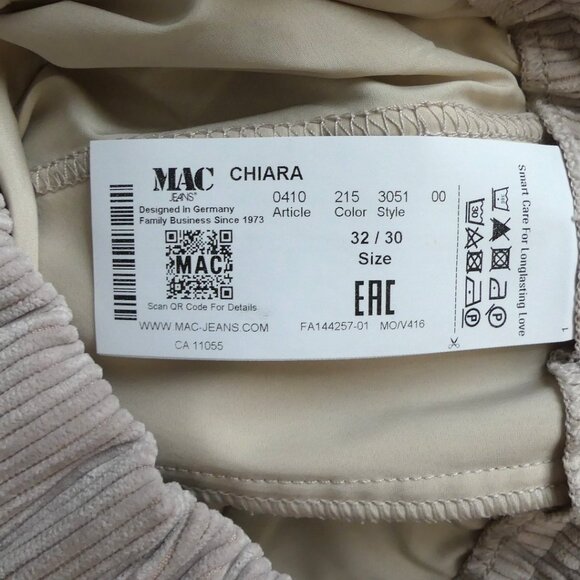 MAC CHIARA
JEANS
Designed in Germany
Family Business Since 1973
0410 215 3051 00
Article Color Style
32 / 30
Size
MAC
Scan QR Code For Details
EAC
WWW.MAC-JEANS.COM FA144257-01 MO/V416
CA 11055
Smart Care For Longlasting Love
30
P
1